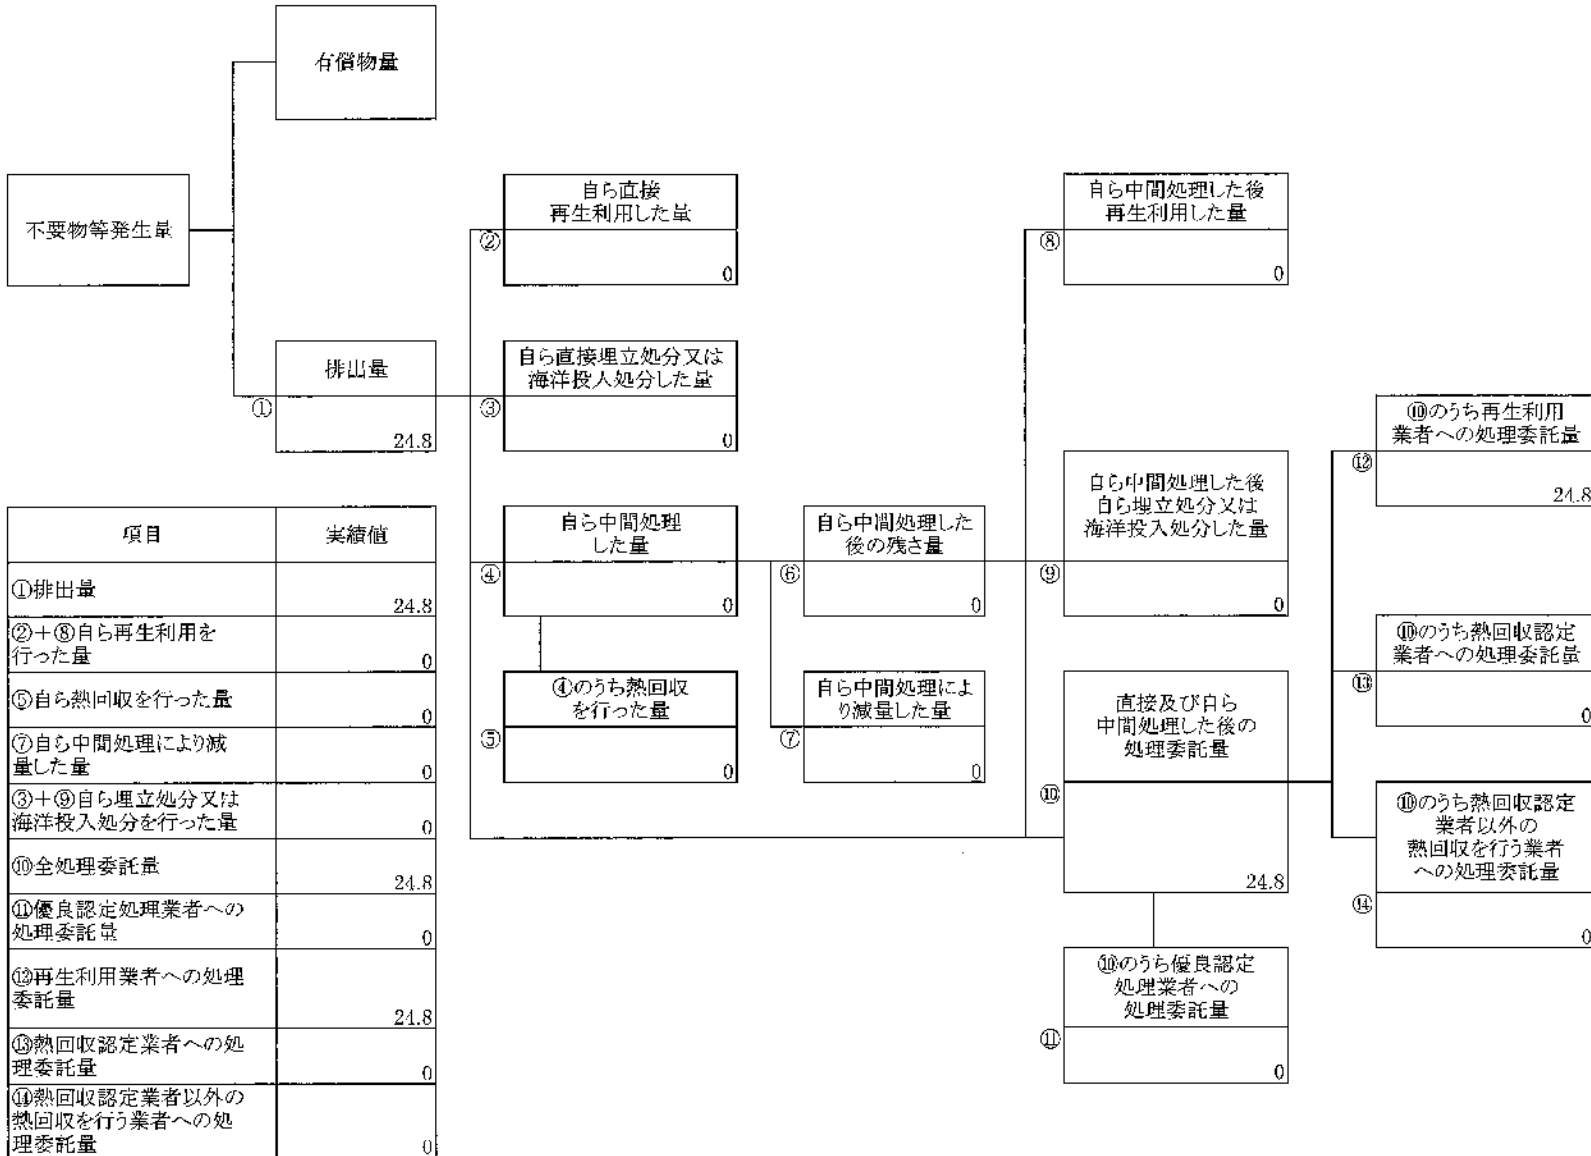 有償物量
不要物等発生量
排出量
①
24.8
自ら直接
再生利用した量
②
0
自ら直接埋立処分又は
海洋投入処分した量
③
0
自ら中間処理
した量
④
0
④のうち熱回収
を行った量
⑤
0
自ら中間処理した
後の残さ量
⑥
0
自ら中間処理によ
り減量した量
⑦
0
自ら中間処理した後
再生利用した量
⑧
0
自ら中間処理した後
自ら埋立処分又は
海洋投入処分した量
⑨
0
直接及び自ら
中間処理した後の
処理委託量
⑩
24.8
⑩のうち優良認定
処理業者への
処理委託量
⑪
0
⑩のうち再生利用
業者への処理委託量
⑫
24.8
⑩のうち熱回収認定
業者への処理委託量
⑬
0
⑩のうち熱回収認定
業者以外の
熱回収を行う業者
への処理委託量
⑭
0
項目 実績値
①排出量 24.8
②+⑧自ら再生利用を
行った量 0
⑤自ら熱回収を行った量 0
⑦自ら中間処理により減
量した量 0
③+⑨自ら埋立処分又は
海洋投入処分を行った量 0
⑩全処理委託量 24.8
⑪優良認定処理業者への
処理委託量 0
⑫再生利用業者への処理
委託量 24.8
⑬熱回収認定業者への処
理委託量 0
⑭熱回収認定業者以外の
熱回収を行う業者への処
理委託量 0